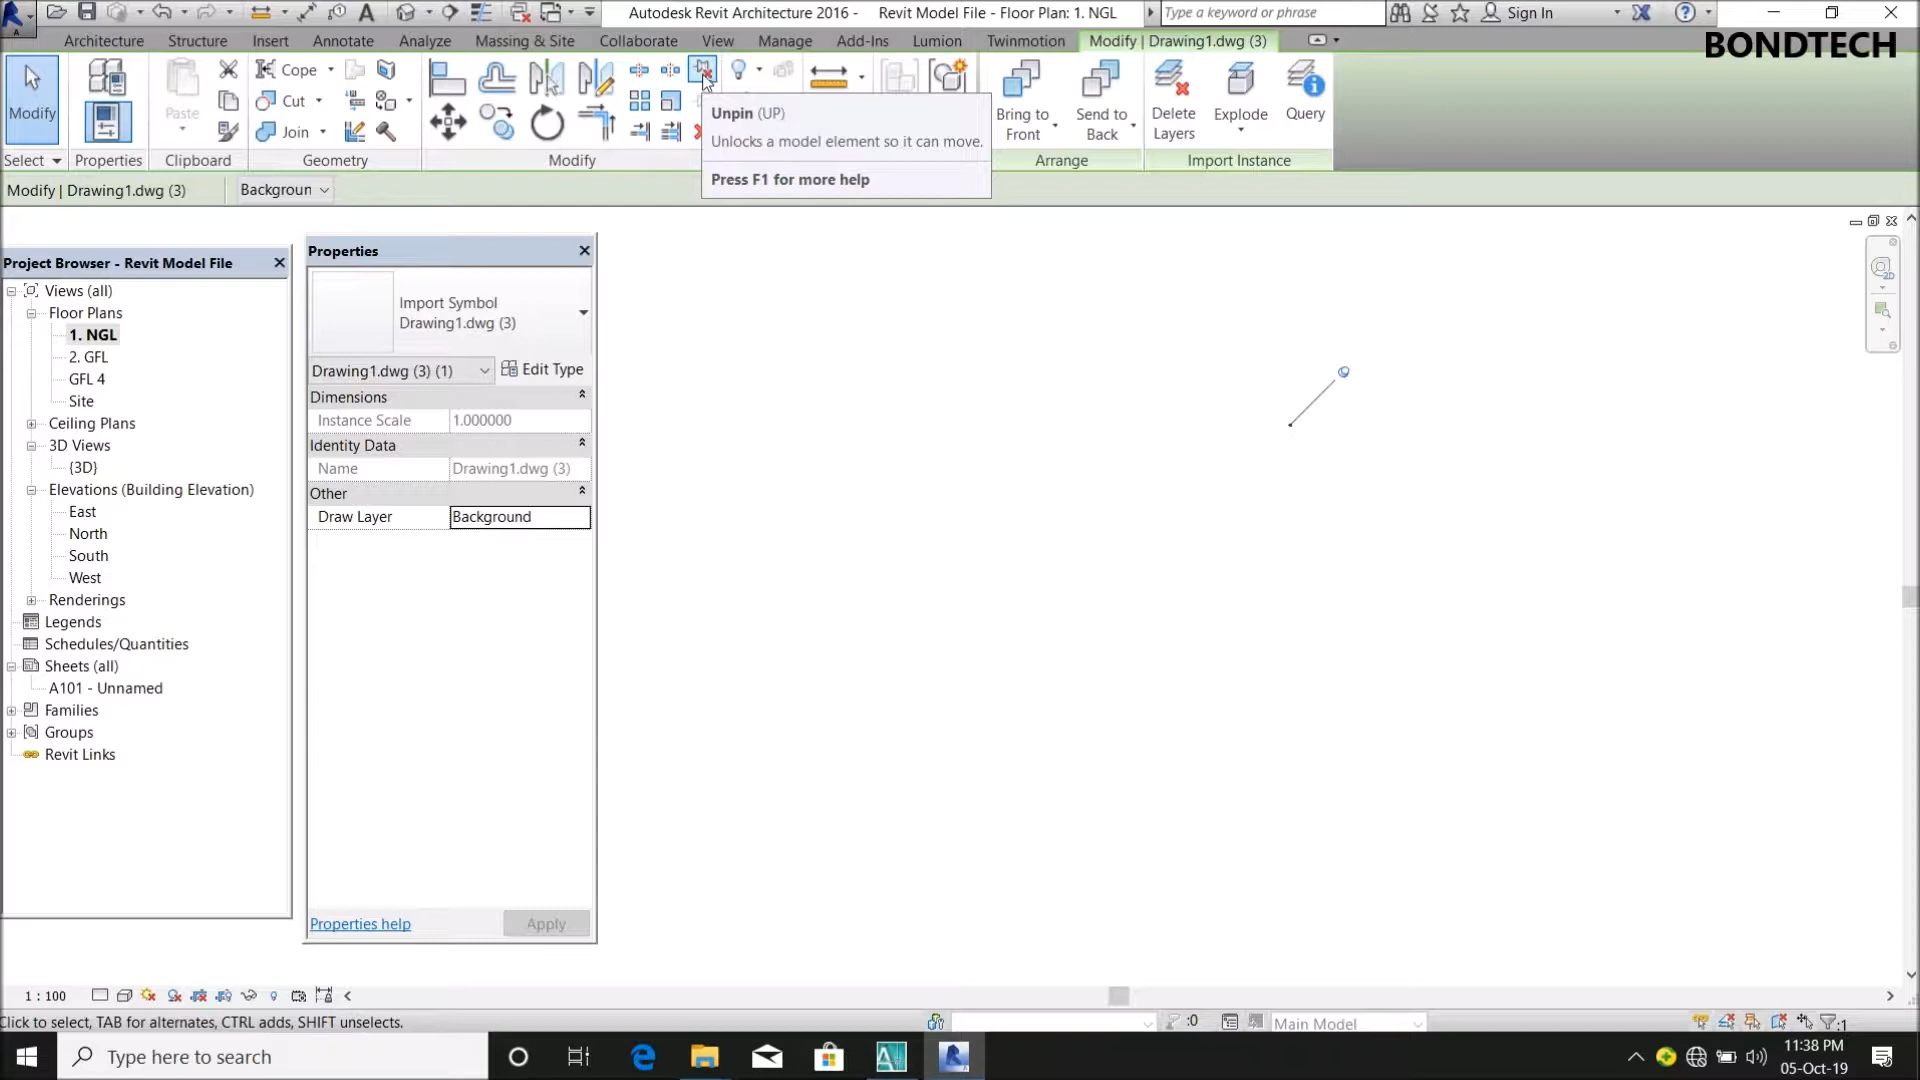 Autodesk Revit Architecture 2016 - Revit Model File - Floor Plan: 1. NGL
Type a keyword or phrase
Sign In
Architecture Structure Insert Annotate Analyze Massing & Site Collaborate View Manage Add-Ins Lumion Twinmotion Modify | Drawing1.dwg (3)
BONDTECH
Modify
Paste
Cope
Cut
Join
Unpin (UP)
Unlocks a model element so it can move.
Press F1 for more help
Bring to Front
Send to Back
Delete Layers
Explode
Query
Select Properties Clipboard Geometry Modify Arrange Import Instance
Modify | Drawing1.dwg (3) Backgroun
Project Browser - Revit Model File
Views (all)
Floor Plans
1. NGL
2. GFL
GFL 4
Site
Ceiling Plans
3D Views
{3D}
Elevations (Building Elevation)
East
North
South
West
Renderings
Legends
Schedules/Quantities
Sheets (all)
A101 - Unnamed
Families
Groups
Revit Links
Properties
Import Symbol
Drawing1.dwg (3)
Drawing1.dwg (3) (1) Edit Type
Dimensions
Instance Scale 1.000000
Identity Data
Name Drawing1.dwg (3)
Other
Draw Layer Background
Properties help Apply
2D
1 : 100
Click to select, TAB for alternates, CTRL adds, SHIFT unselects.
:0
Main Model
:1
Type here to search
11:38 PM
05-Oct-19